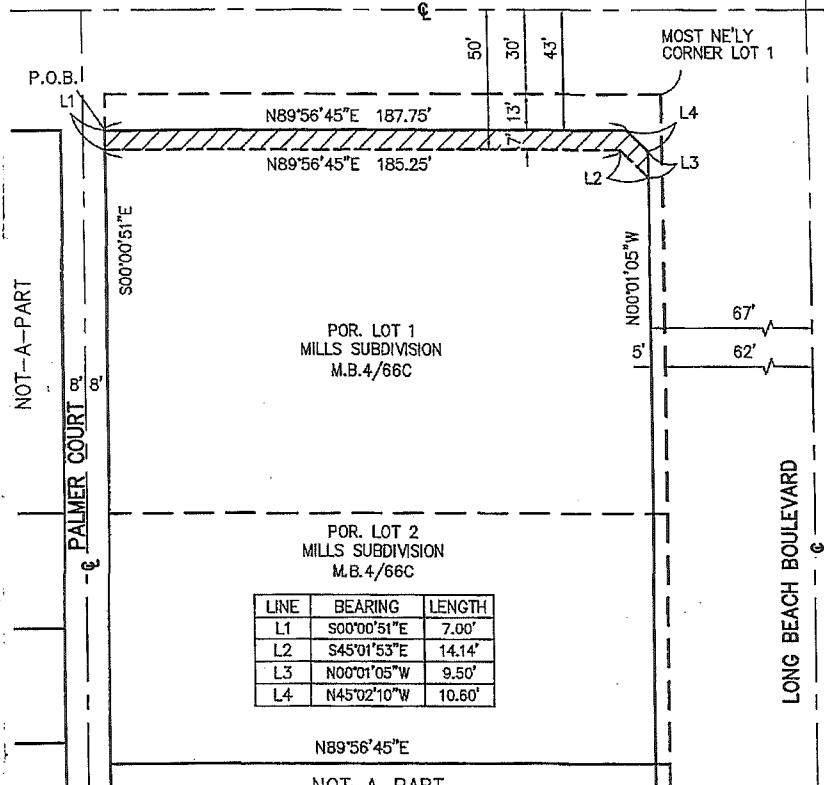 ℄
50'
30'
43'
MOST NE'LY
CORNER LOT 1
P.O.B.
L1
N89°56'45"E 187.75'
13'
L4
7'
N89°56'45"E 185.25'
L2
L3
S00°00'51"E
N00°01'05"W
NOT-A-PART
POR. LOT 1
MILLS SUBDIVISION
M.B.4/66C
67'
5'
62'
8' 8'
PALMER COURT
℄
LONG BEACH BOULEVARD
℄
POR. LOT 2
MILLS SUBDIVISION
M.B.4/66C
LINE BEARING LENGTH
L1 S00°00'51"E 7.00'
L2 S45°01'53"E 14.14'
L3 N00°01'05"W 9.50'
L4 N45°02'10"W 10.60'
N89°56'45"E
NOT A PART